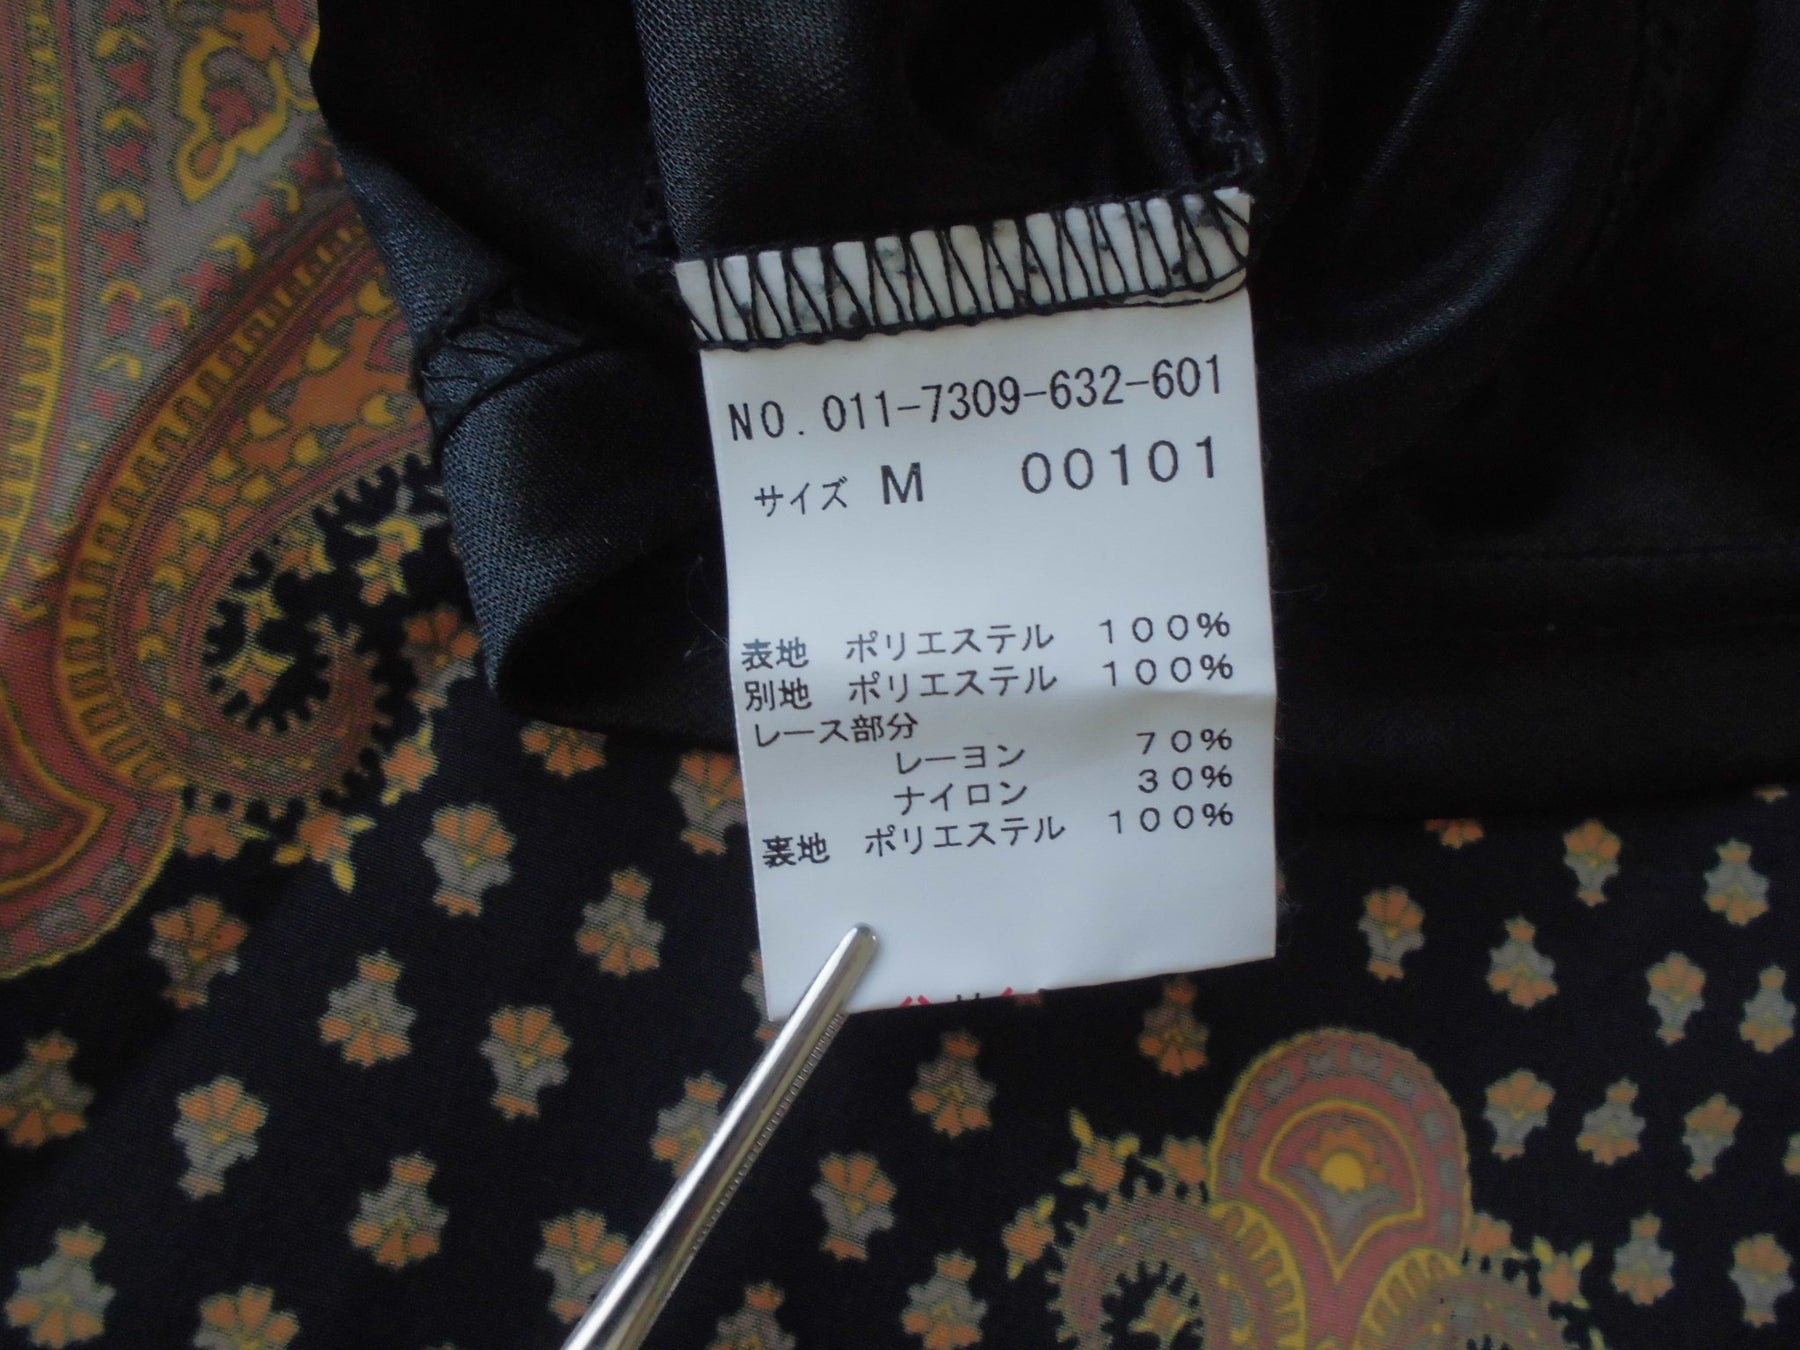 NO. 011-7309-632-601
サイズ M 00101
表地 ポリエステル 100%
別地 ポリエステル 100%
レース部分
レーヨン 70%
ナイロン 30%
裏地 ポリエステル 100%